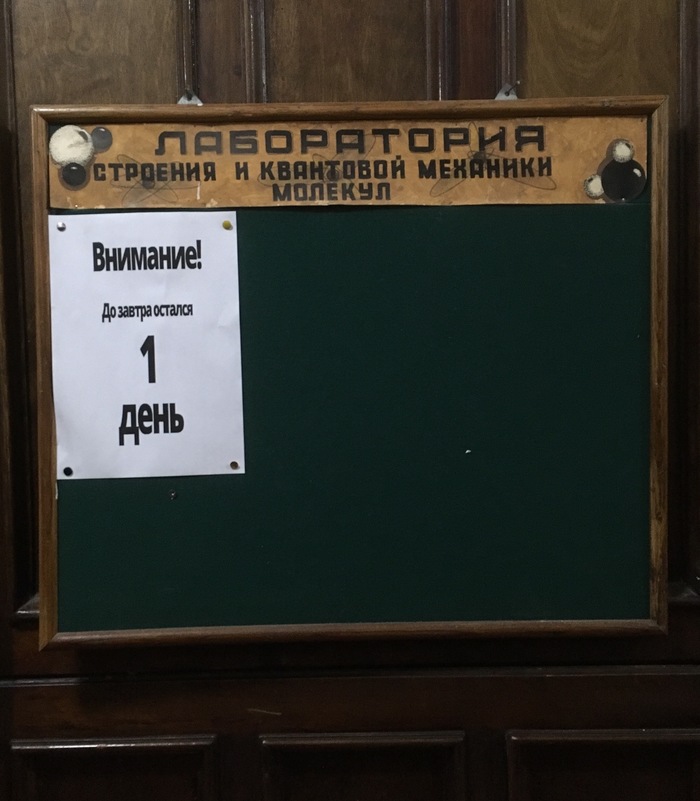 ЛАБОРАТОРИЯ
СТРОЕНИЯ И КВАНТОВОЙ МЕХАНИКИ
МОЛЕКУЛ
Внимание!
До завтра остался
1
день